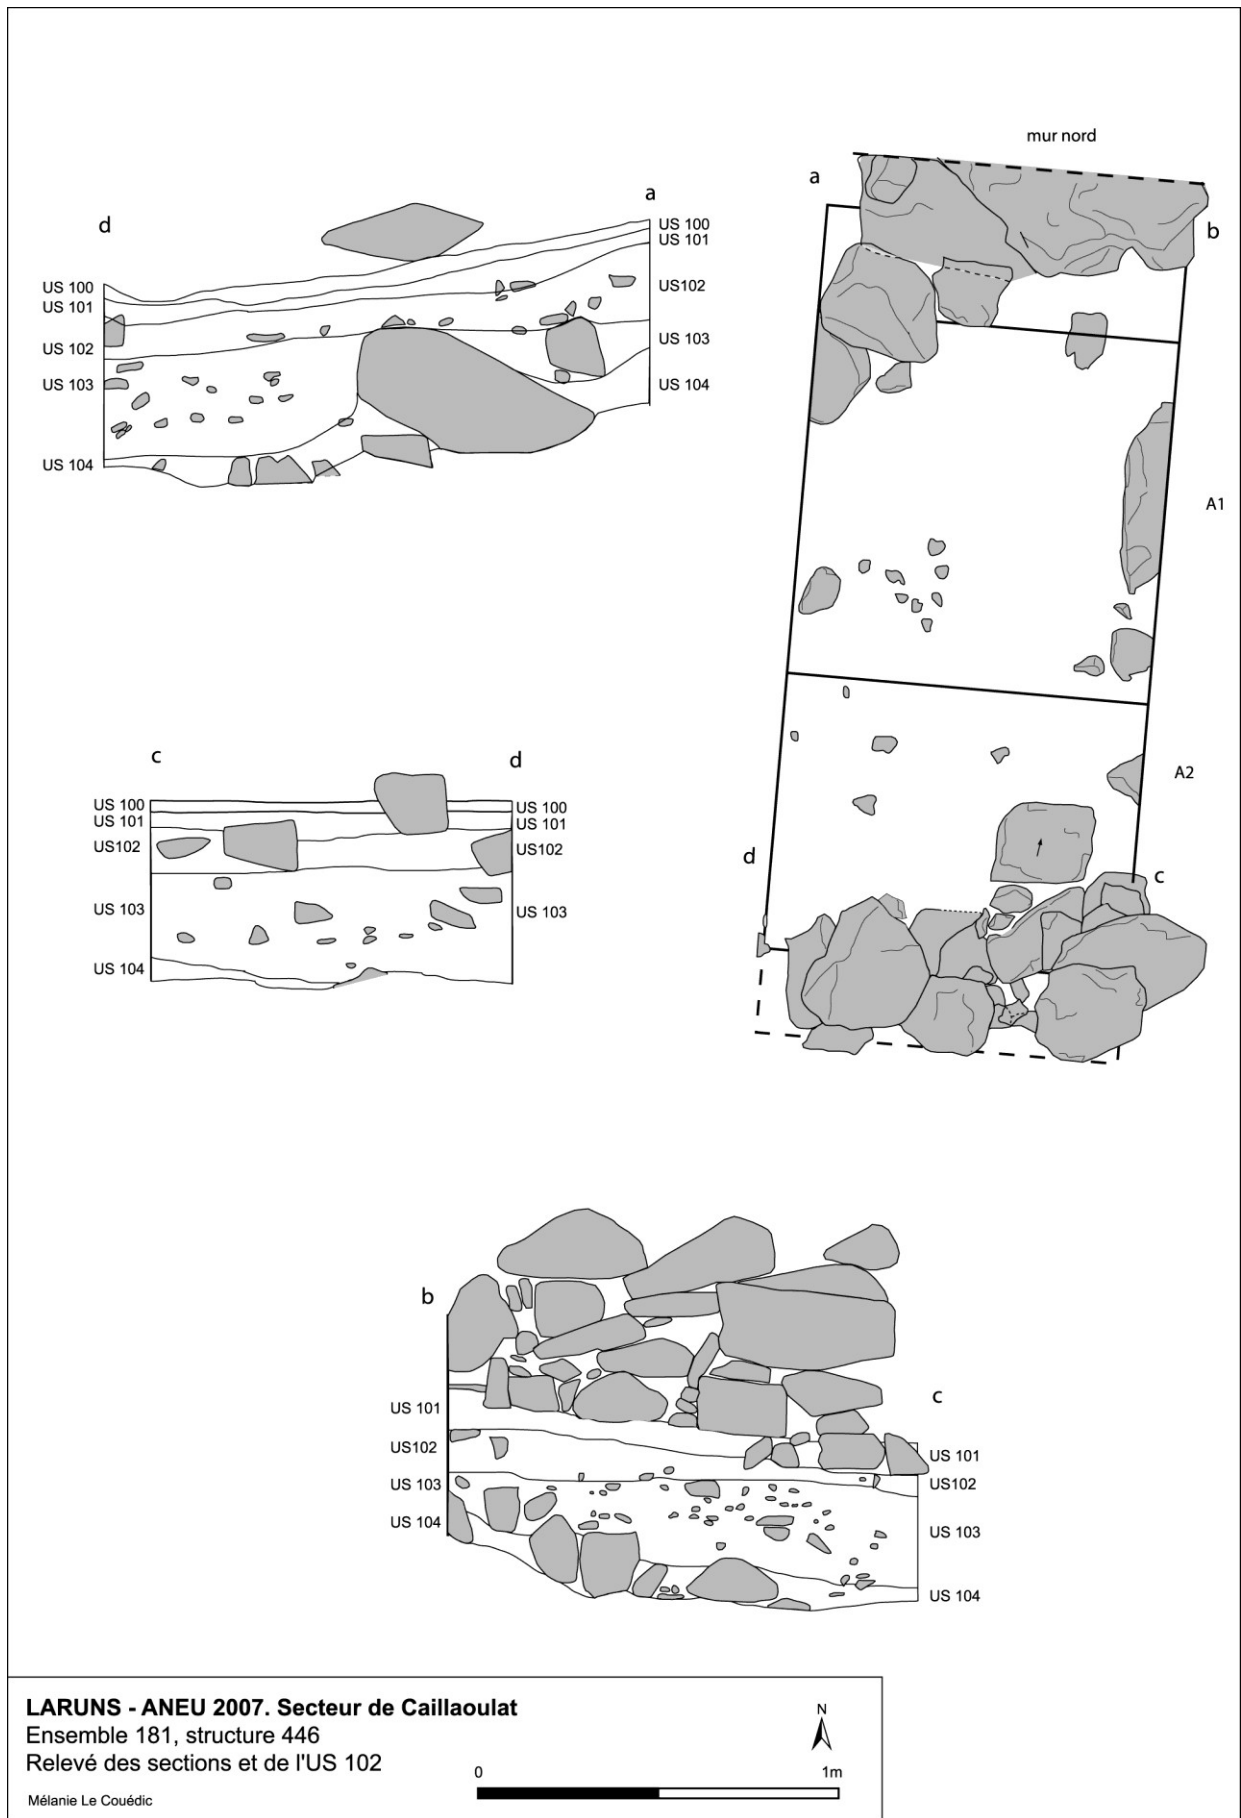 mur nord
a
b
A1
A2
d
c
d
a
US 100
US 101
US 100
US 101
US102
US 102
US 103
US 103
US 104
US 104
c
d
US 100
US 100
US 101
US 101
US102
US102
US 103
US 103
US 104
b
c
US 101
US 101
US102
US102
US 103
US 103
US 104
US 104
LARUNS - ANEU 2007. Secteur de Caillaoulat
Ensemble 181, structure 446
Relevé des sections et de l'US 102
Mélanie Le Couédic
0
1m
N